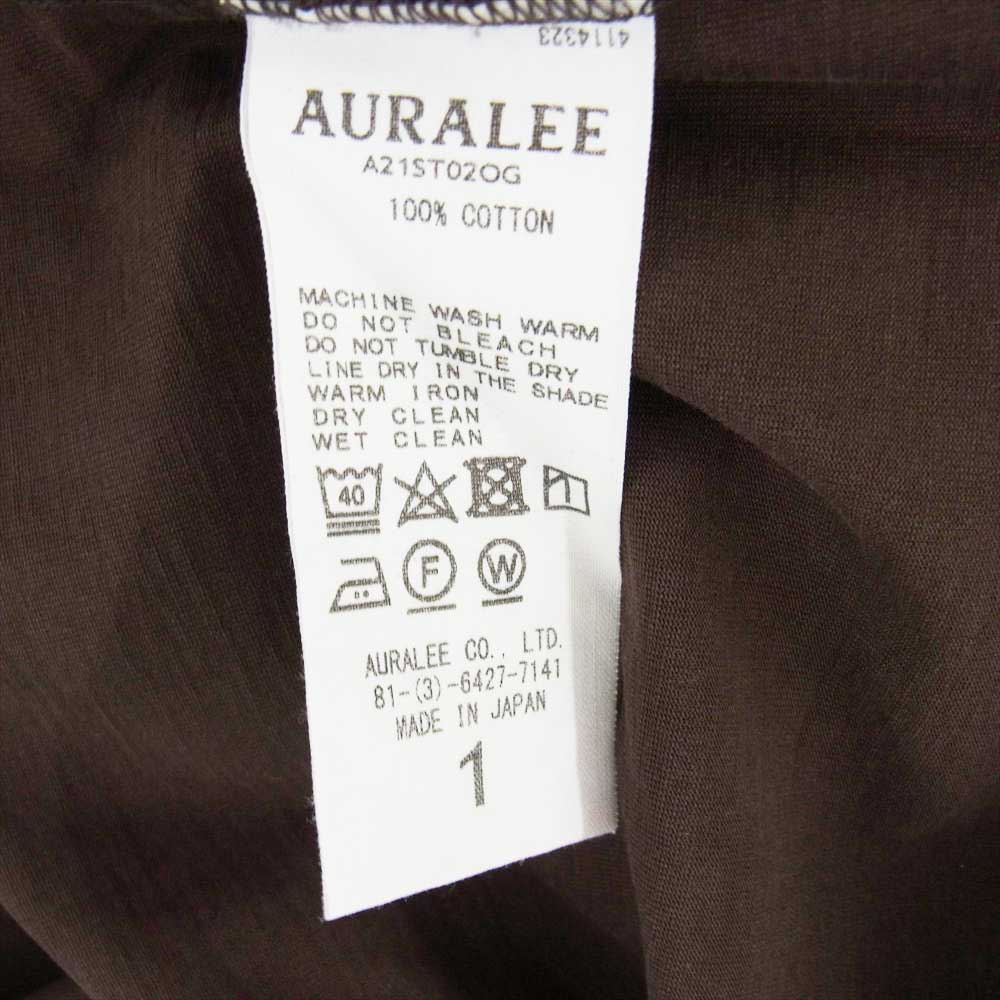 4114323
AURALEE
A21ST02OG
100% COTTON
MACHINE WASH WARM
DO NOT BLEACH
DO NOT TUMBLE DRY
LINE DRY IN THE SHADE
WARM IRON
DRY CLEAN
WET CLEAN
40
F W
AURALEE CO., LTD.
81-(3)-6427-7141
MADE IN JAPAN
1